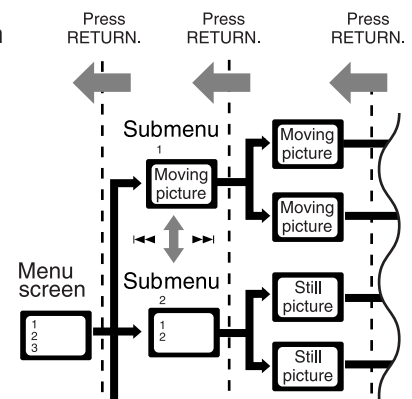 Press
RETURN.
Press
RETURN.
Press
RETURN.
n
Submenu
1
Moving
picture
Moving
picture
Moving
picture
Menu
screen
1
2
3
Submenu
2
1
2
Still
picture
Still
picture